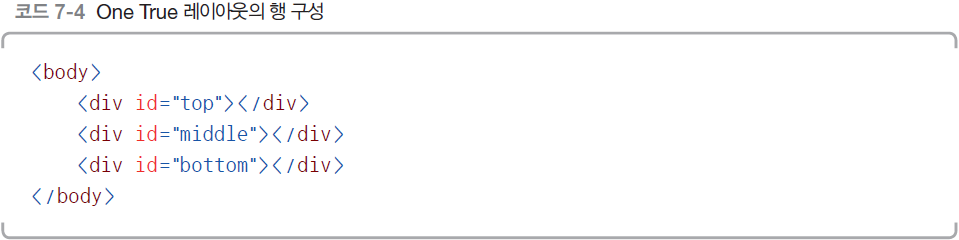 코드 7-4 One True 레이아웃의 행 구성
<body>
    <div id="top"></div>
    <div id="middle"></div>
    <div id="bottom"></div>
</body>